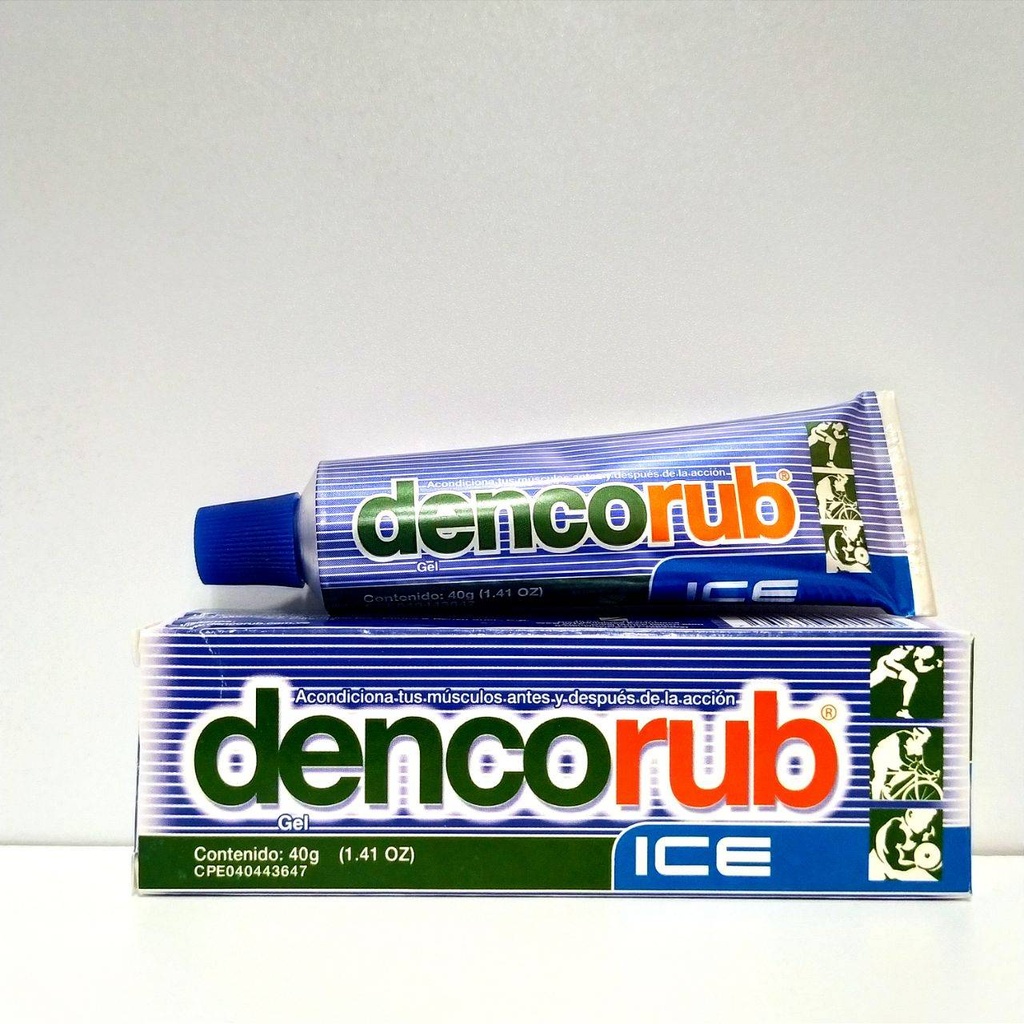 Acondiciona tus músculos antes y después de la acción
dencorub®
Gel
Contenido: 40g (1.41 OZ)
ICE
Acondiciona tus músculos antes y después de la acción
dencorub®
Gel
Contenido: 40g (1.41 OZ)
CPE040443647
ICE